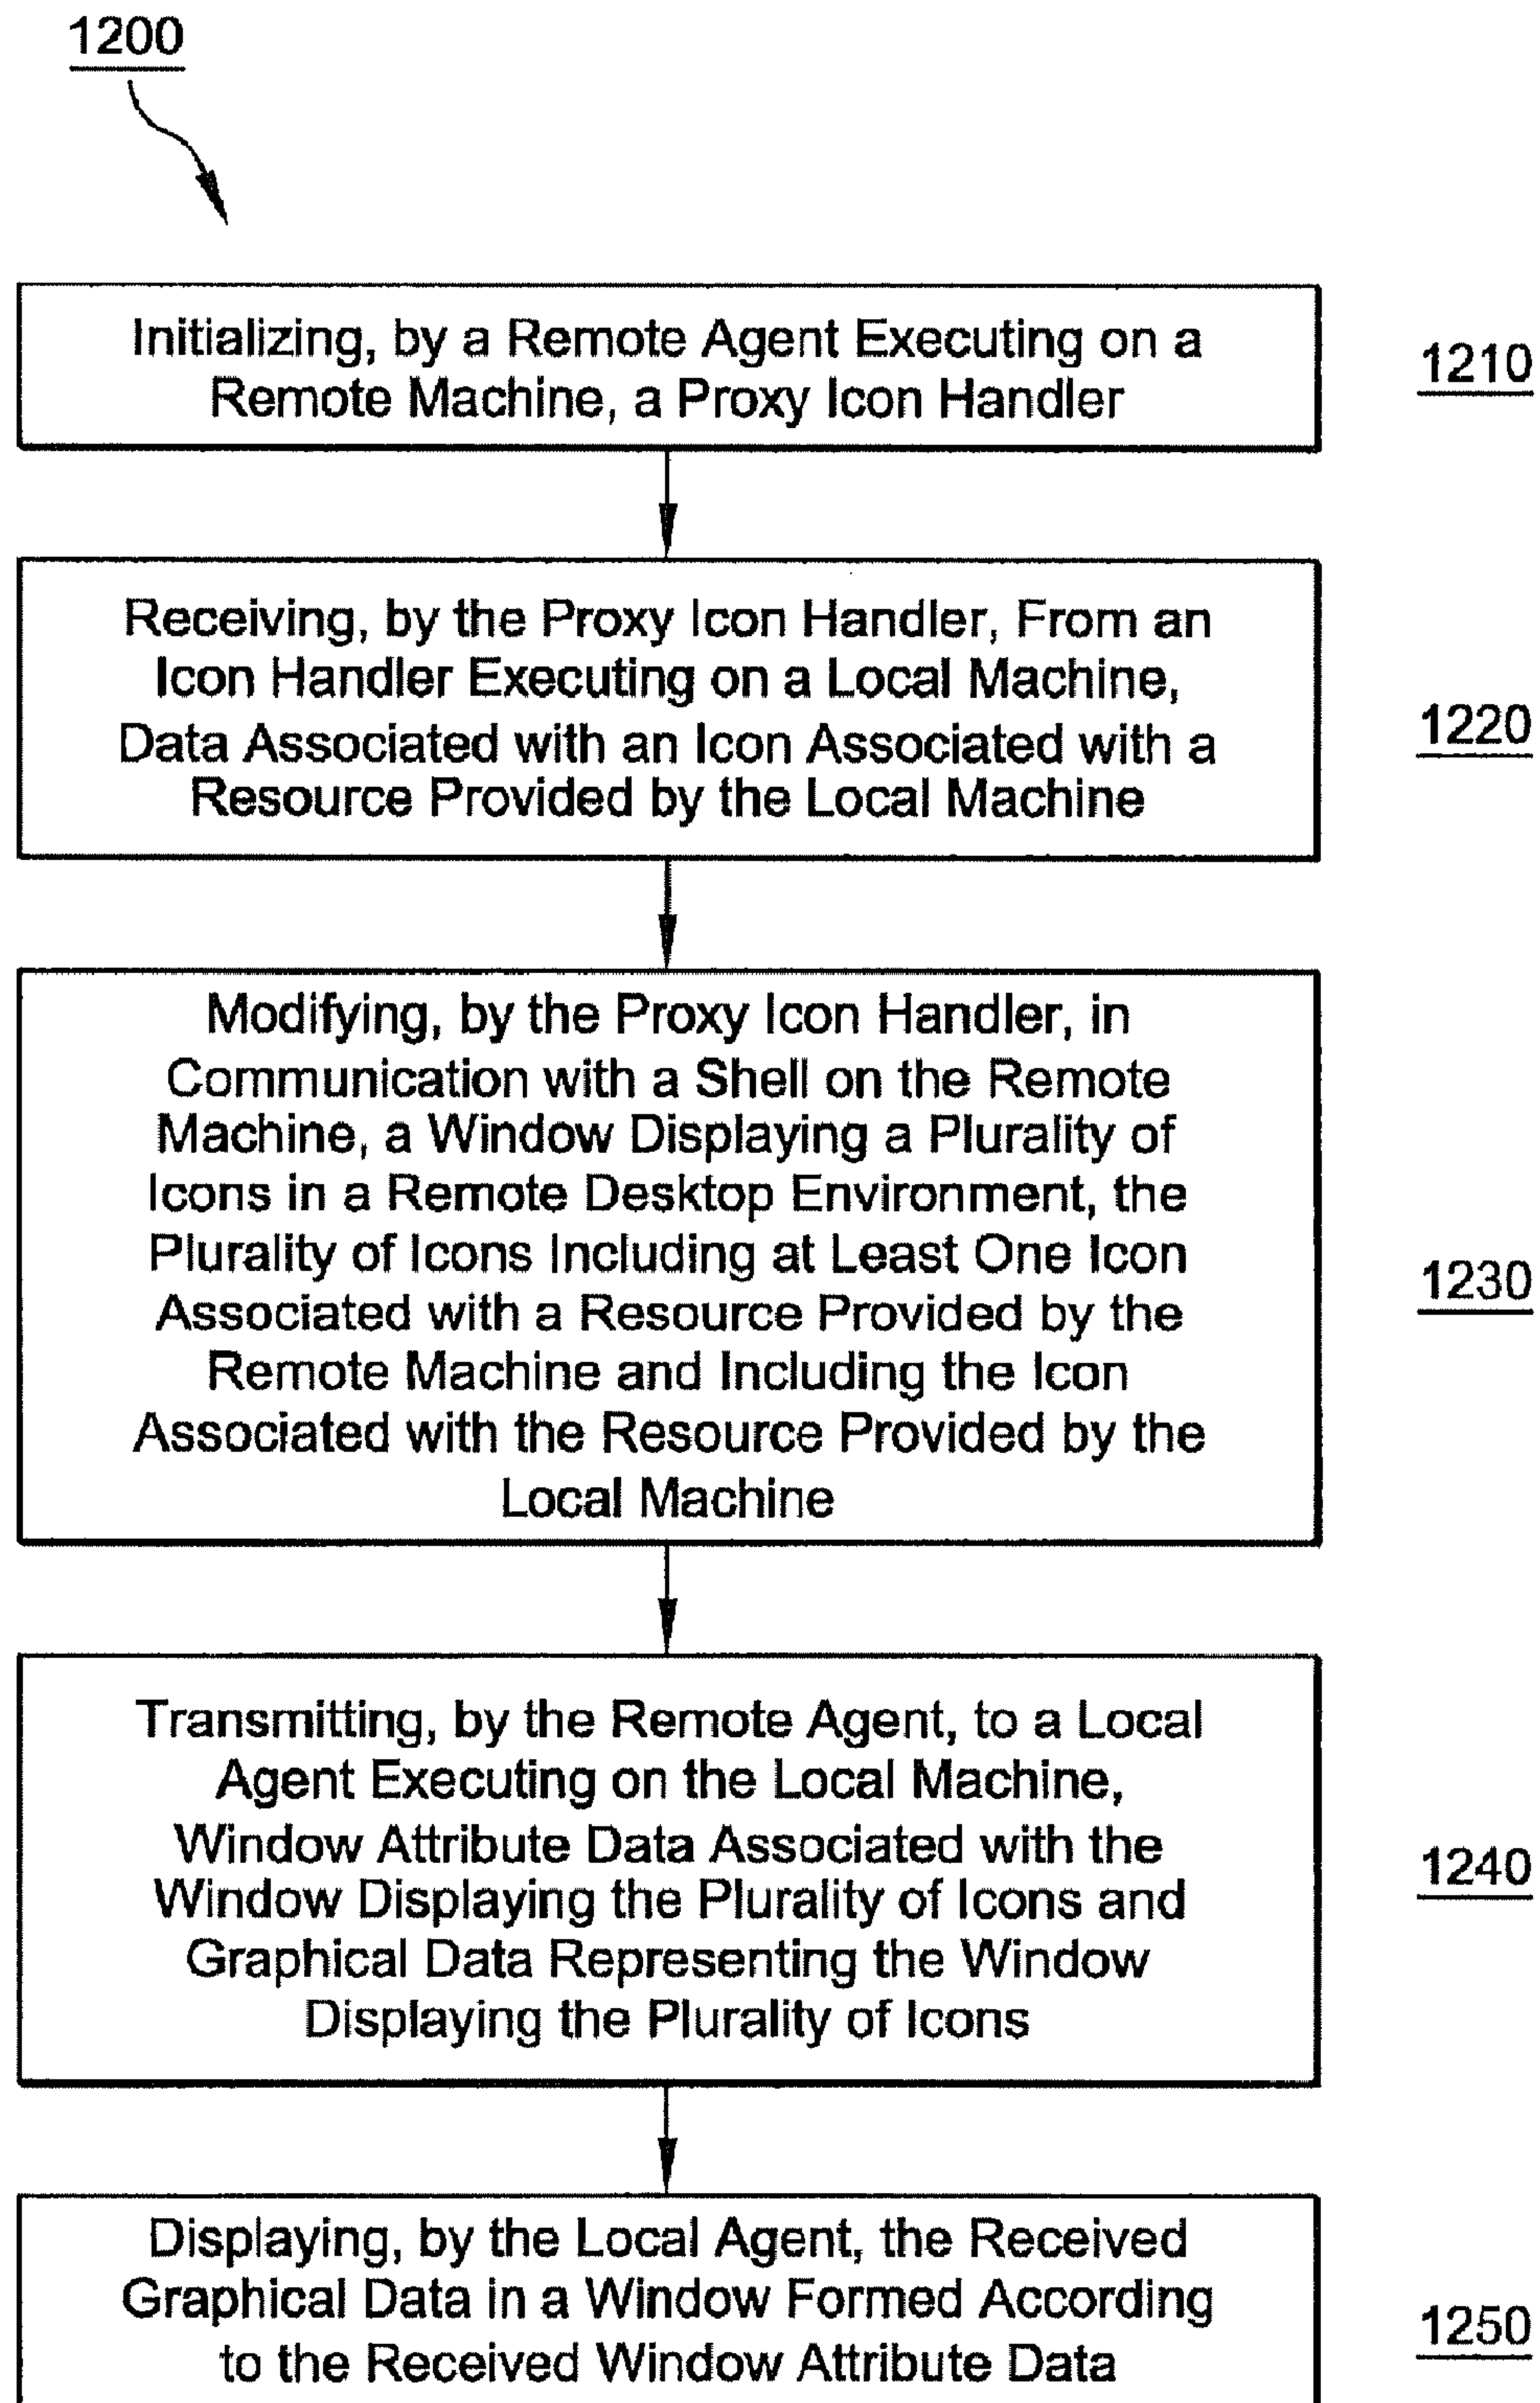 1200
Initializing, by a Remote Agent Executing on a
Remote Machine, a Proxy Icon Handler
1210
Receiving, by the Proxy Icon Handler, From an
Icon Handler Executing on a Local Machine,
Data Associated with an Icon Associated with a
Resource Provided by the Local Machine
1220
Modifying, by the Proxy Icon Handler, in
Communication with a Shell on the Remote
Machine, a Window Displaying a Plurality of
Icons in a Remote Desktop Environment, the
Plurality of Icons Including at Least One Icon
Associated with a Resource Provided by the
Remote Machine and Including the Icon
Associated with the Resource Provided by the
Local Machine
1230
Transmitting, by the Remote Agent, to a Local
Agent Executing on the Local Machine,
Window Attribute Data Associated with the
Window Displaying the Plurality of Icons and
Graphical Data Representing the Window
Displaying the Plurality of Icons
1240
Displaying, by the Local Agent, the Received
Graphical Data in a Window Formed According
to the Received Window Attribute Data
1250